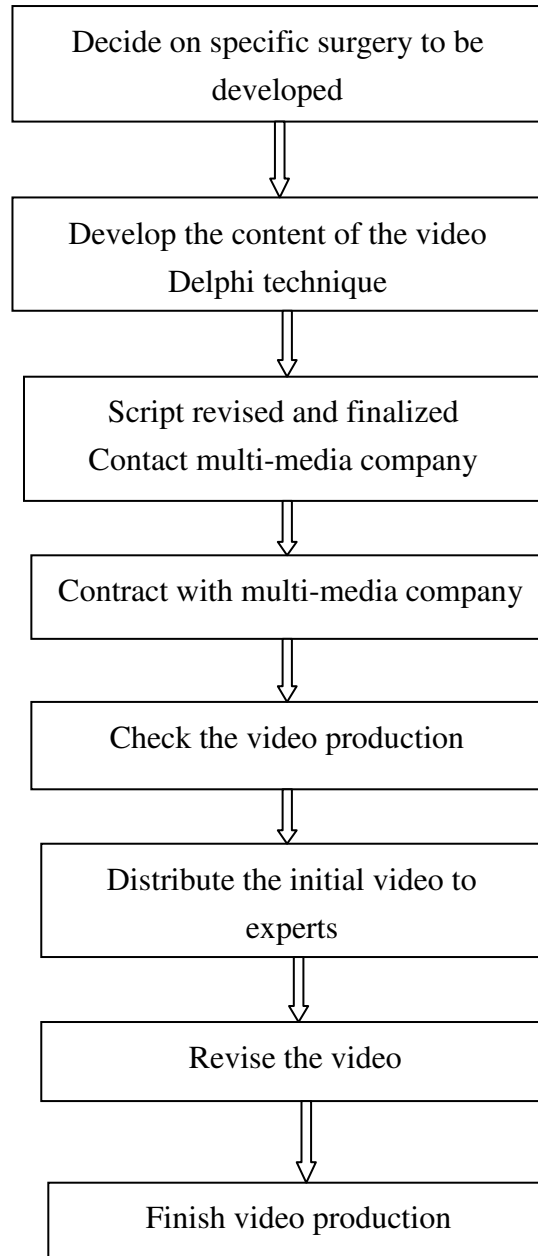 Decide on specific surgery to be
developed
Develop the content of the video
Delphi technique
Script revised and finalized
Contact multi-media company
Contract with multi-media company
Check the video production
Distribute the initial video to
experts
Revise the video
Finish video production